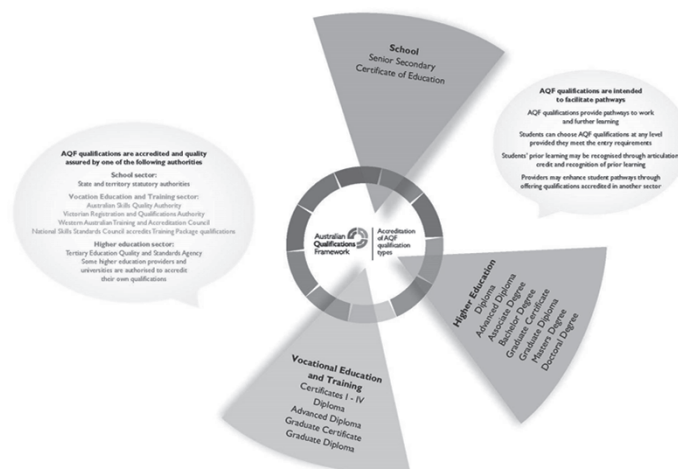 School
Senior Secondary
Certificate of Education
AQF qualifications are intended
to facilitate pathways
AQF qualifications provide pathways to work
and further learning
Students can choose AQF qualifications at any level
provided they meet the entry requirements
Students' prior learning may be recognised through articulation
credit and recognition of prior learning
Providers may enhance student pathways through
offering qualifications accredited in another sector
AQF qualifications are accredited and quality
assured by one of the following authorities
School sector:
State and territory statutory authorities
Vocation Education and Training sector:
Australian Skills Quality Authority
Victorian Registration and Qualifications Authority
Western Australian Training and Accreditation Council
National Skills Standards Council accredits Training Package qualifications
Higher education sector:
Tertiary Education Quality and Standards Agency
Some higher education providers and
universities are authorised to accredit
their own qualifications
Australian
Qualifications
Framework
Accreditation
of AQF
qualification
types
Higher Education
Diploma
Advanced Diploma
Associate Degree
Bachelor Degree
Graduate Certificate
Graduate Diploma
Masters Degree
Doctoral Degree
Vocational Education
and Training
Certificates I - IV
Diploma
Advanced Diploma
Graduate Certificate
Graduate Diploma